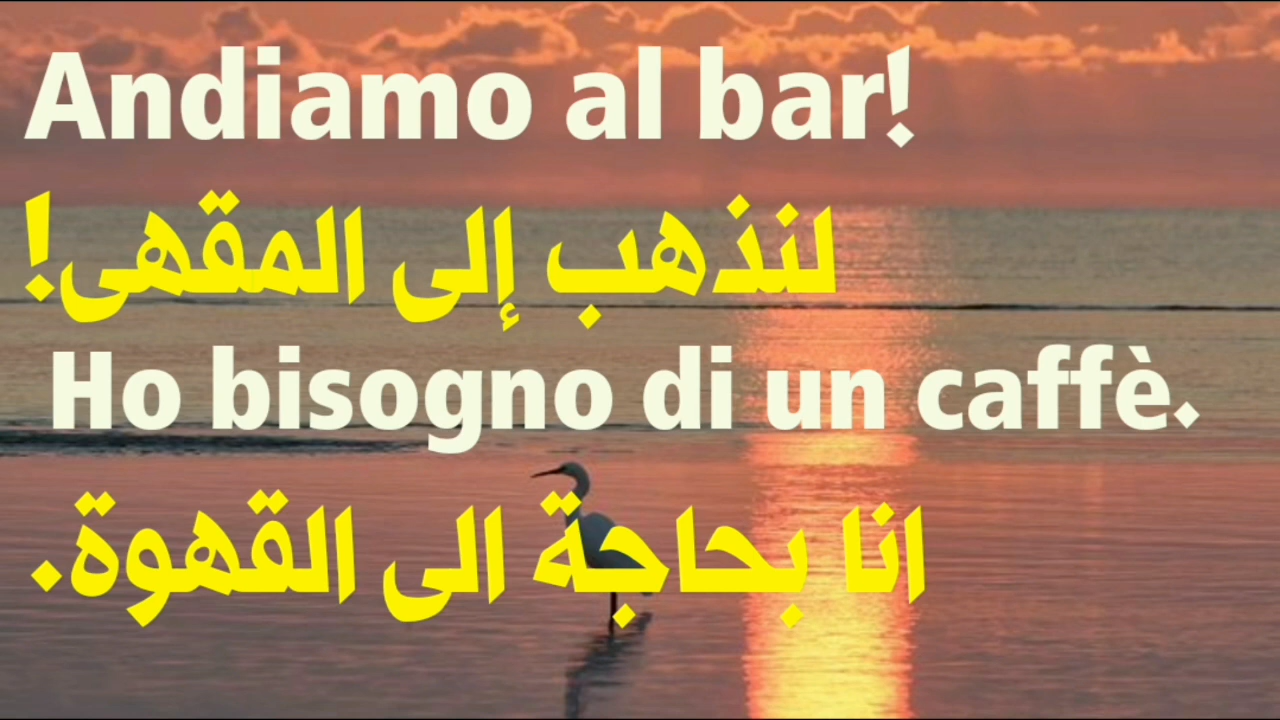 Andiamo al bar!
لنذهب إلى المقهى!
Ho bisogno di un caffè.
انا بحاجة الى القهوة.